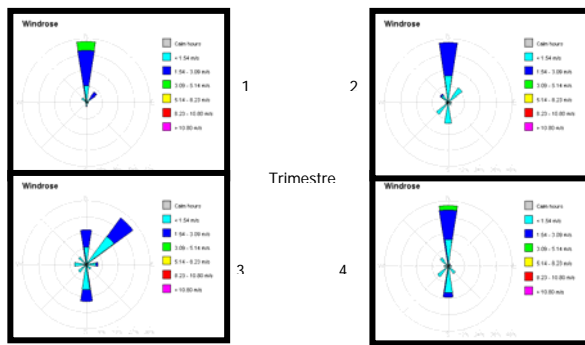 Windrose
Calm hours
< 1.54 m/s
1.54 - 3.09 m/s
3.09 - 5.14 m/s
5.14 - 8.23 m/s
8.23 - 10.80 m/s
> 10.80 m/s
1
2
Windrose
Calm hours
< 1.54 m/s
1.54 - 3.09 m/s
3.09 - 5.14 m/s
5.14 - 8.23 m/s
8.23 - 10.80 m/s
> 10.80 m/s
Trimestre
Windrose
Calm hours
< 1.54 m/s
1.54 - 3.09 m/s
3.09 - 5.14 m/s
5.14 - 8.23 m/s
8.23 - 10.80 m/s
> 10.80 m/s
3
4
Windrose
Calm hours
< 1.54 m/s
1.54 - 3.09 m/s
3.09 - 5.14 m/s
5.14 - 8.23 m/s
8.23 - 10.80 m/s
> 10.80 m/s